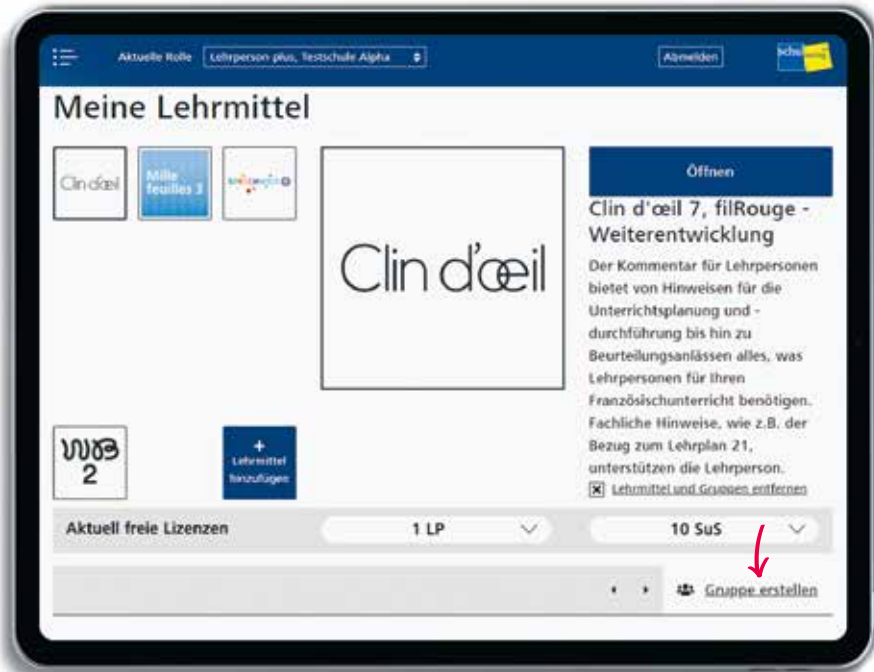 Aktuelle Rolle Lehrperson plus, Testschule Alpha Abmelden
Meine Lehrmittel
Clin d'œil
Mille
feuilles 3
Clin d'œil
Öffnen
Clin d'œil 7, filRouge -
Weiterentwicklung
Der Kommentar für Lehrpersonen
bietet von Hinweisen für die
Unterrichtsplanung und -
durchführung bis hin zu
Beurteilungsanlässen alles, was
Lehrpersonen für Ihren
Französischunterricht benötigen.
Fachliche Hinweise, wie z.B. der
Bezug zum Lehrplan 21,
unterstützen die Lehrperson.
Lehrmittel und Gruppen entfernen
2
+
Lehrmittel
hinzufügen
Aktuell freie Lizenzen 1 LP 10 SuS
Gruppe erstellen